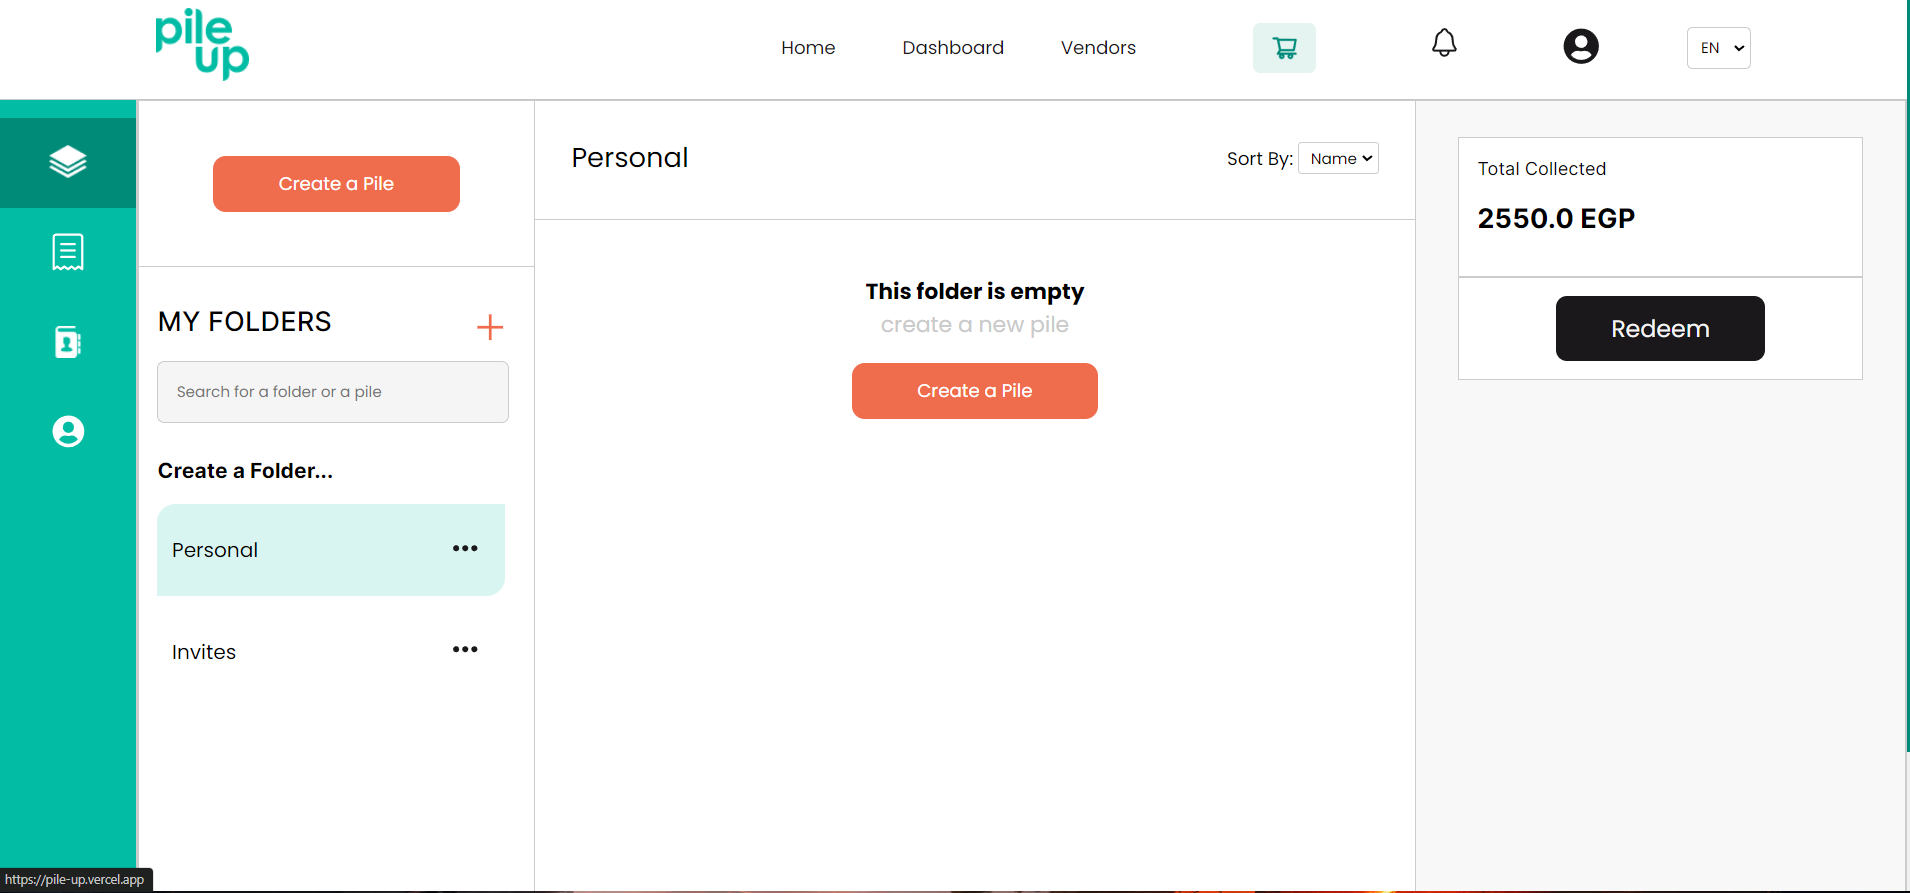 pile
up
Home Dashboard Vendors EN
Create a Pile
MY FOLDERS
Search for a folder or a pile
Create a Folder...
Personal
Invites
Personal
Sort By: Name
This folder is empty
create a new pile
Create a Pile
Total Collected
2550.0 EGP
Redeem
https://pile-up.vercel.app